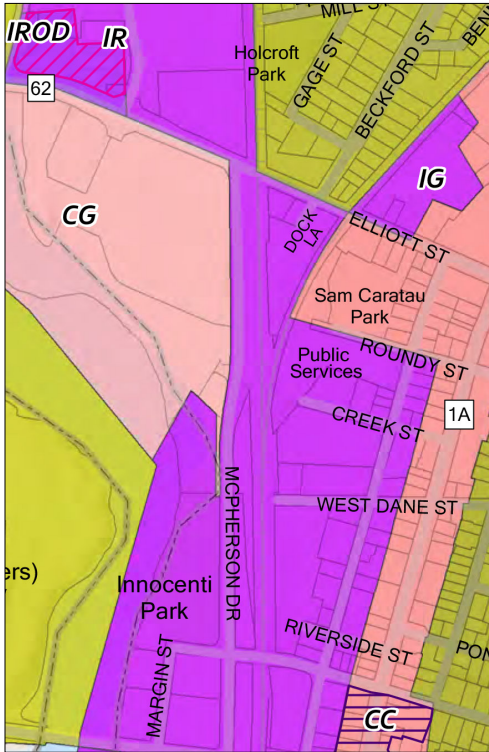 MILL ST
IROD
IR
Holcroft
Park
GAGE ST
BECKFORD ST
62
IG
CG
DOCK
LA
ELLIOTT ST
Sam Caratau
Park
Public
Services
ROUNDY ST
CREEK ST
1A
MCPHERSON DR
WEST DANE ST
ers)
Innocenti
Park
MARGIN ST
RIVERSIDE ST
PON
CC